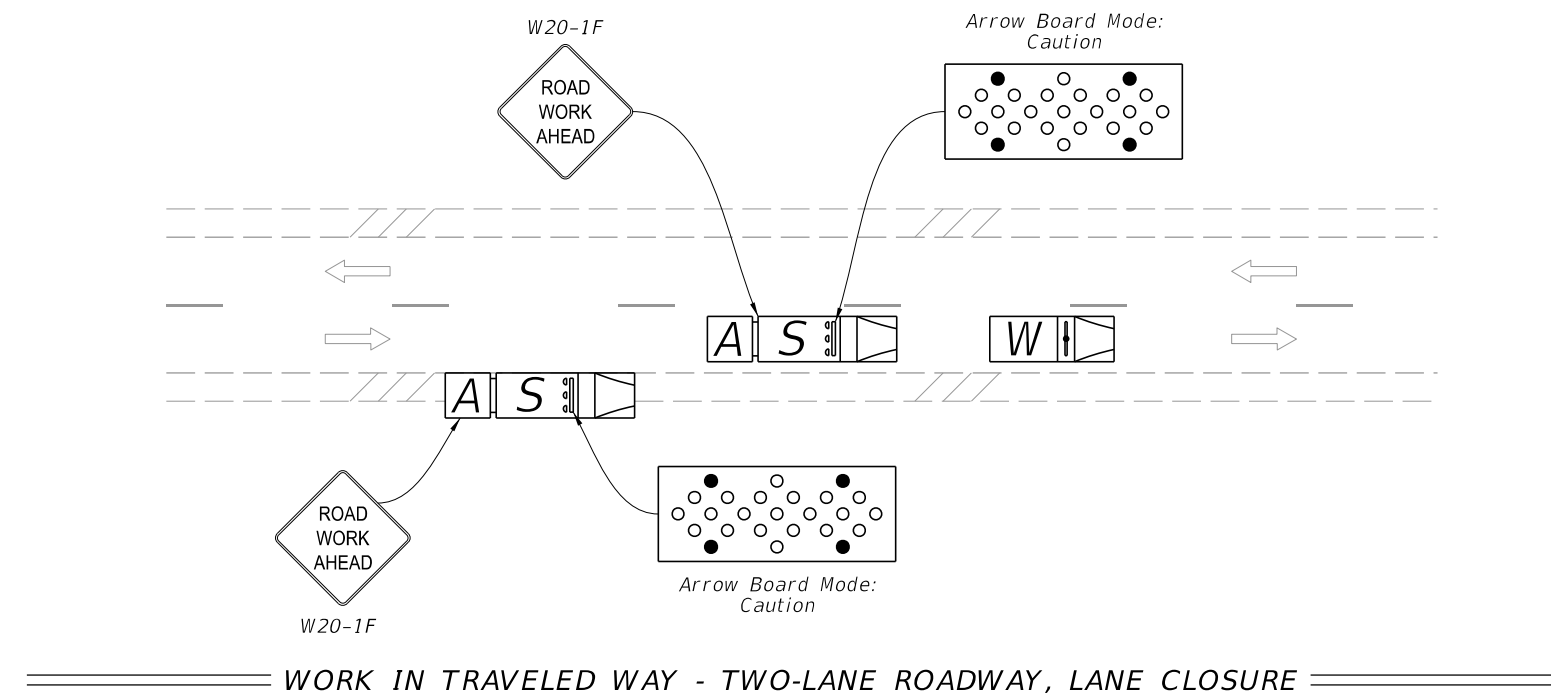 W20-1F
ROAD
WORK
AHEAD
Arrow Board Mode:
Caution
A S
W
A S
ROAD
WORK
AHEAD
W20-1F
Arrow Board Mode:
Caution
WORK IN TRAVELED WAY - TWO-LANE ROADWAY, LANE CLOSURE